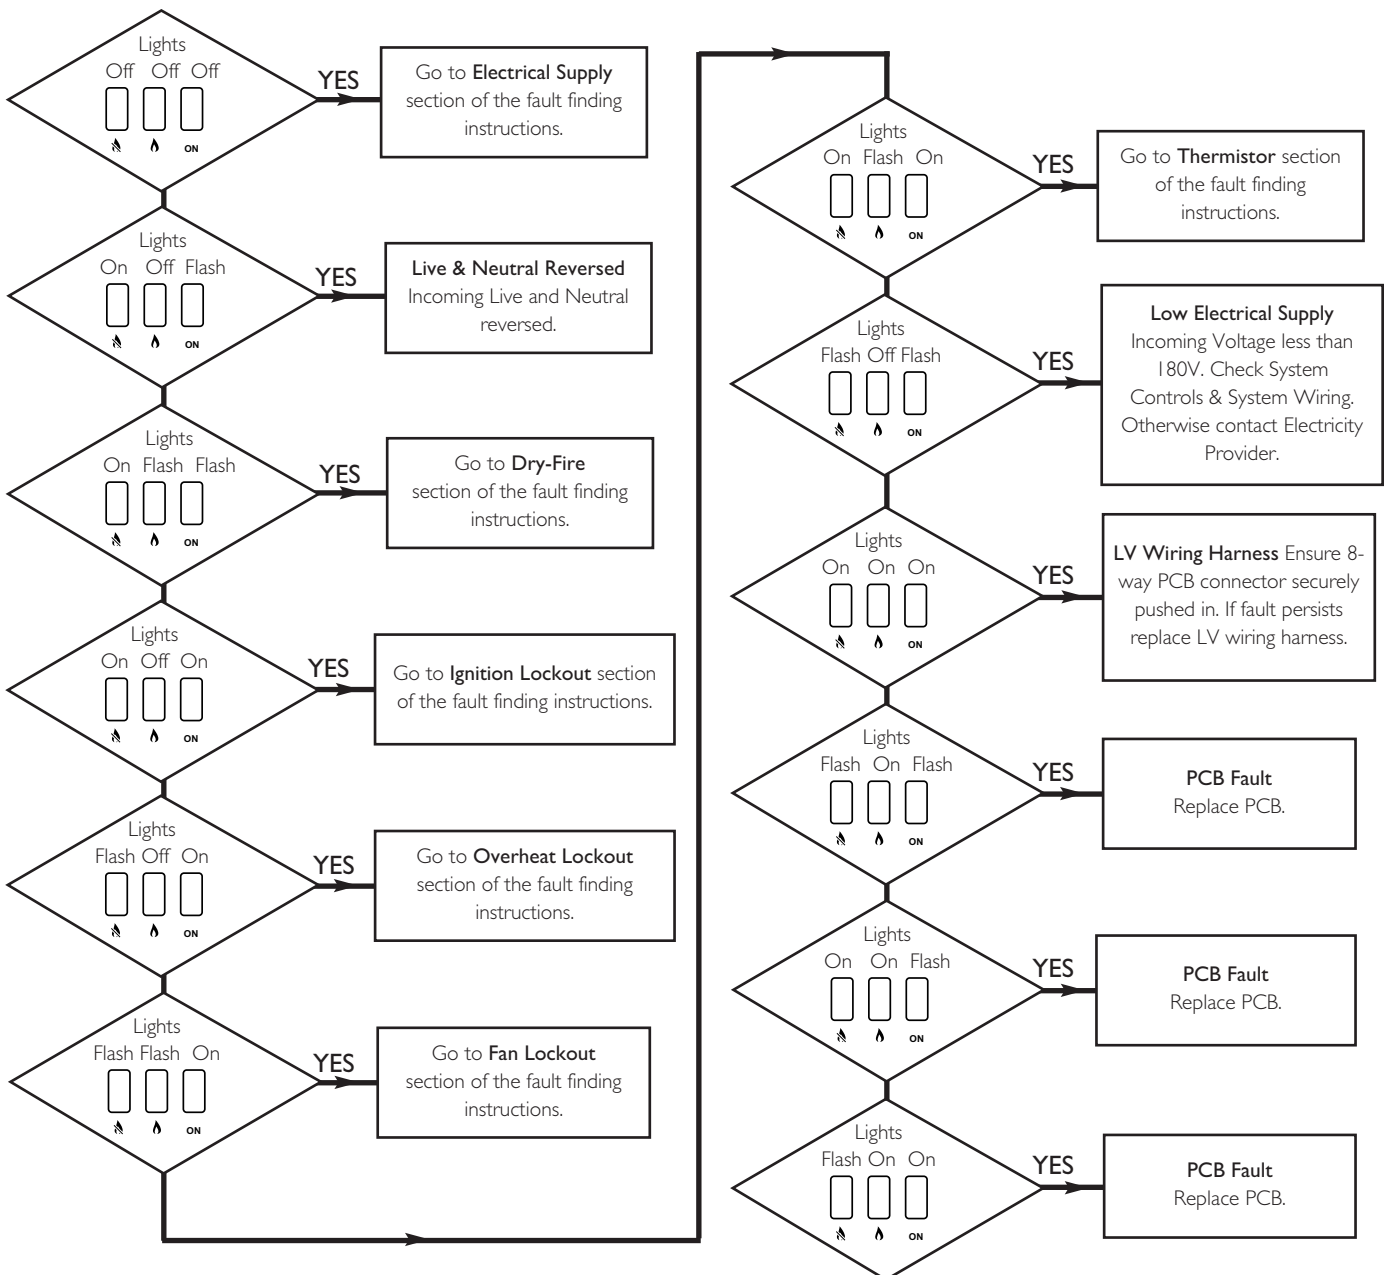 Lights
Off Off Off
ON
YES
Go to Electrical Supply
section of the fault finding
instructions.
Lights
On Off Flash
ON
YES
Live & Neutral Reversed
Incoming Live and Neutral
reversed.
Lights
On Flash Flash
ON
YES
Go to Dry-Fire
section of the fault finding
instructions.
Lights
On Off On
ON
YES
Go to Ignition Lockout section
of the fault finding instructions.
Lights
Flash Off On
ON
YES
Go to Overheat Lockout
section of the fault finding
instructions.
Lights
Flash Flash On
ON
YES
Go to Fan Lockout
section of the fault finding
instructions.
Lights
On Flash On
ON
YES
Go to Thermistor section
of the fault finding
instructions.
Lights
Flash Off Flash
ON
YES
Low Electrical Supply
Incoming Voltage less than
180V. Check System
Controls & System Wiring.
Otherwise contact Electricity
Provider.
Lights
On On On
ON
YES
LV Wiring Harness Ensure 8-
way PCB connector securely
pushed in. If fault persists
replace LV wiring harness.
Lights
Flash On Flash
ON
YES
PCB Fault
Replace PCB.
Lights
On On Flash
ON
YES
PCB Fault
Replace PCB.
Lights
Flash On On
ON
YES
PCB Fault
Replace PCB.